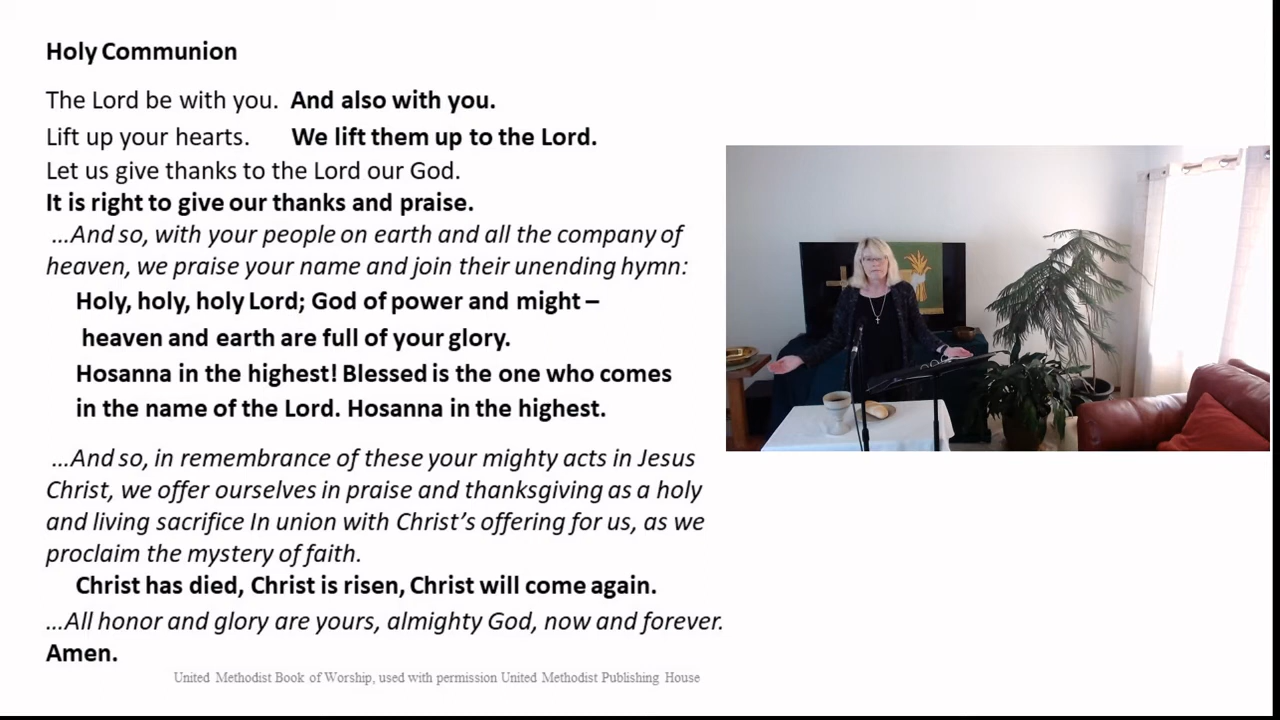 Holy Communion
The Lord be with you. And also with you.
Lift up your hearts. We lift them up to the Lord.
Let us give thanks to the Lord our God.
It is right to give our thanks and praise.
...And so, with your people on earth and all the company of
heaven, we praise your name and join their unending hymn:
Holy, holy, holy Lord; God of power and might –
heaven and earth are full of your glory.
Hosanna in the highest! Blessed is the one who comes
in the name of the Lord. Hosanna in the highest.
...And so, in remembrance of these your mighty acts in Jesus
Christ, we offer ourselves in praise and thanksgiving as a holy
and living sacrifice In union with Christ’s offering for us, as we
proclaim the mystery of faith.
Christ has died, Christ is risen, Christ will come again.
...All honor and glory are yours, almighty God, now and forever.
Amen.
United Methodist Book of Worship, used with permission United Methodist Publishing House